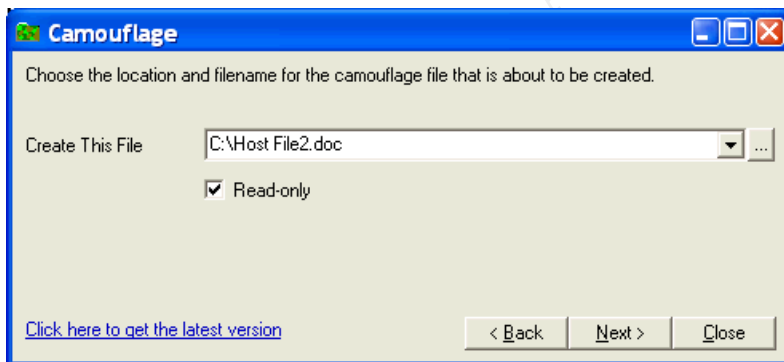 Camouflage
Choose the location and filename for the camouflage file that is about to be created.
Create This File
C:\Host File2.doc
...
Read-only
Click here to get the latest version
< Back
Next >
Close